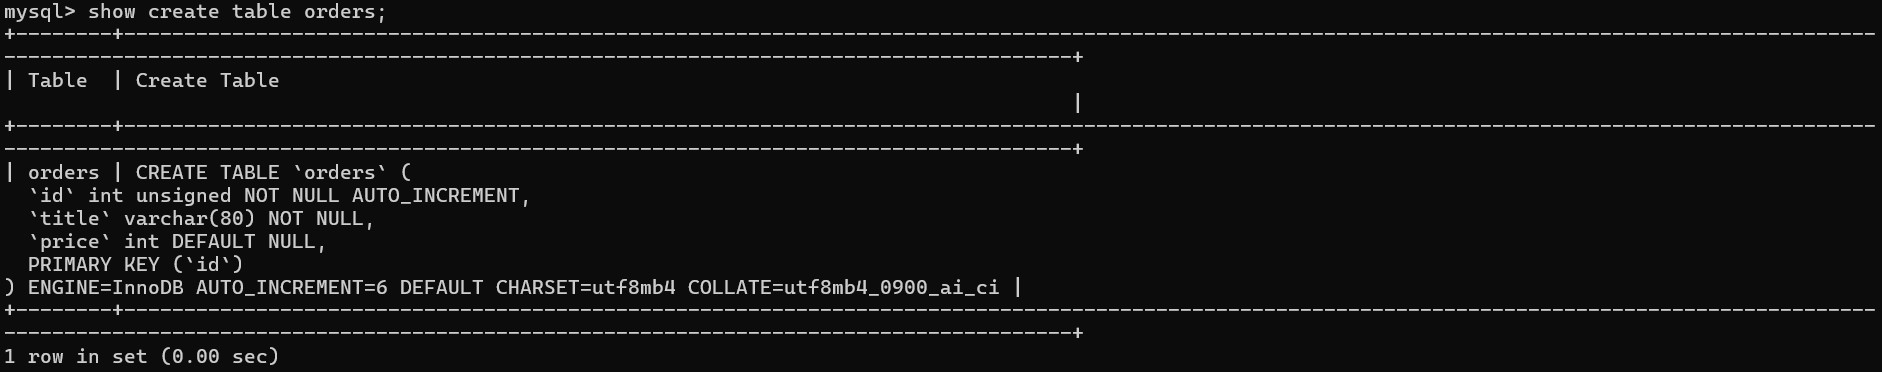 mysql> show create table orders;
+--------+--------------------------------------------------------------------------------------------------------------------------------------------------
-----------------------------------------------------------------------------------------+
| Table  | Create Table
                                                                                         |
+--------+--------------------------------------------------------------------------------------------------------------------------------------------------
-----------------------------------------------------------------------------------------+
| orders | CREATE TABLE `orders` (
  `id` int unsigned NOT NULL AUTO_INCREMENT,
  `title` varchar(80) NOT NULL,
  `price` int DEFAULT NULL,
  PRIMARY KEY (`id`)
) ENGINE=InnoDB AUTO_INCREMENT=6 DEFAULT CHARSET=utf8mb4 COLLATE=utf8mb4_0900_ai_ci |
+--------+--------------------------------------------------------------------------------------------------------------------------------------------------
-----------------------------------------------------------------------------------------+
1 row in set (0.00 sec)